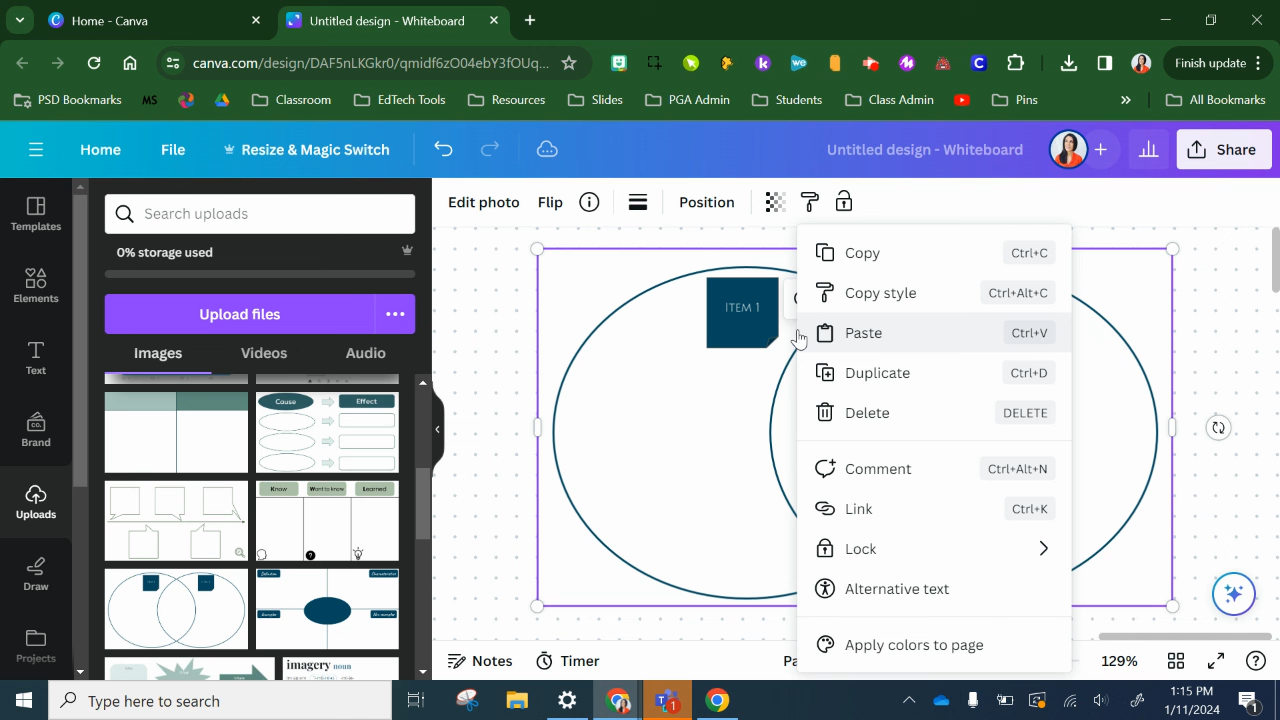 Home - Canva
Untitled design - Whiteboard
canva.com/design/DAF5nLKGkr0/qmidf6zO04ebY3fOUq...
Finish update
PSD Bookmarks
MS
Classroom
EdTech Tools
Resources
Slides
PGA Admin
Students
Class Admin
Pins
»
All Bookmarks
Home
File
Resize & Magic Switch
Untitled design - Whiteboard
Share
Templates
Elements
Text
Brand
Uploads
Draw
Projects
Search uploads
0% storage used
Upload files
Images
Videos
Audio
Cause
Effect
Know
Want to know
Learned
imagery noun
Edit photo
Flip
Position
ITEM 1
Copy
Ctrl+C
Copy style
Ctrl+Alt+C
Paste
Ctrl+V
Duplicate
Ctrl+D
Delete
DELETE
Comment
Ctrl+Alt+N
Link
Ctrl+K
Lock
Alternative text
Apply colors to page
Notes
Timer
129%
Type here to search
1:15 PM
1/11/2024